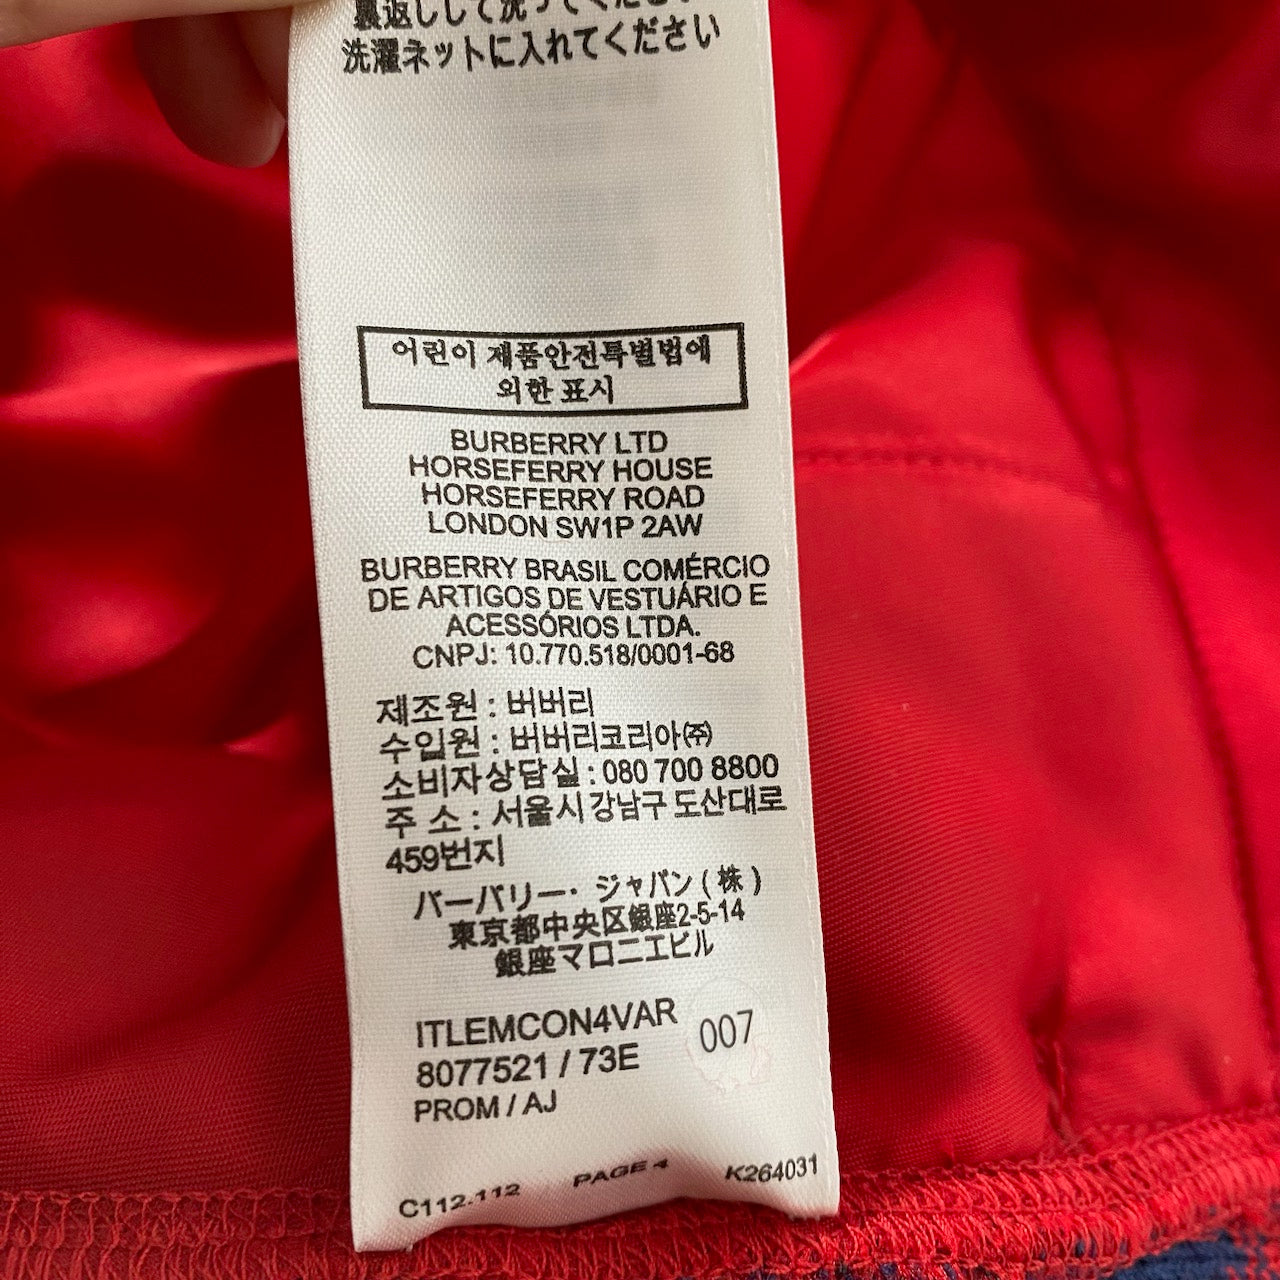 裏返しして洗ってください
洗濯ネットに入れてください
어린이 제품안전특별법에
의한 표시
BURBERRY LTD
HORSEFERRY HOUSE
HORSEFERRY ROAD
LONDON SW1P 2AW
BURBERRY BRASIL COMÉRCIO
DE ARTIGOS DE VESTUÁRIO E
ACESSÓRIOS LTDA.
CNPJ: 10.770.518/0001-68
제조원 : 버버리
수입원 : 버버리코리아㈜
소비자상담실 : 080 700 8800
주 소 : 서울시 강남구 도산대로
459번지
バーバリー・ジャパン ( 株 )
東京都中央区銀座2-5-14
銀座マロニエビル
ITLEMCON4VAR
007
8077521 / 73E
PROM / AJ
C112.112 PAGE 4 K264031